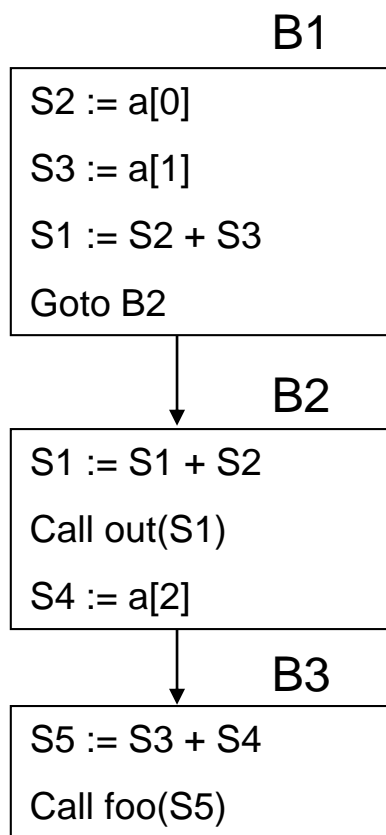 B1
S2 := a[0]
S3 := a[1]
S1 := S2 + S3
Goto B2
B2
S1 := S1 + S2
Call out(S1)
S4 := a[2]
B3
S5 := S3 + S4
Call foo(S5)